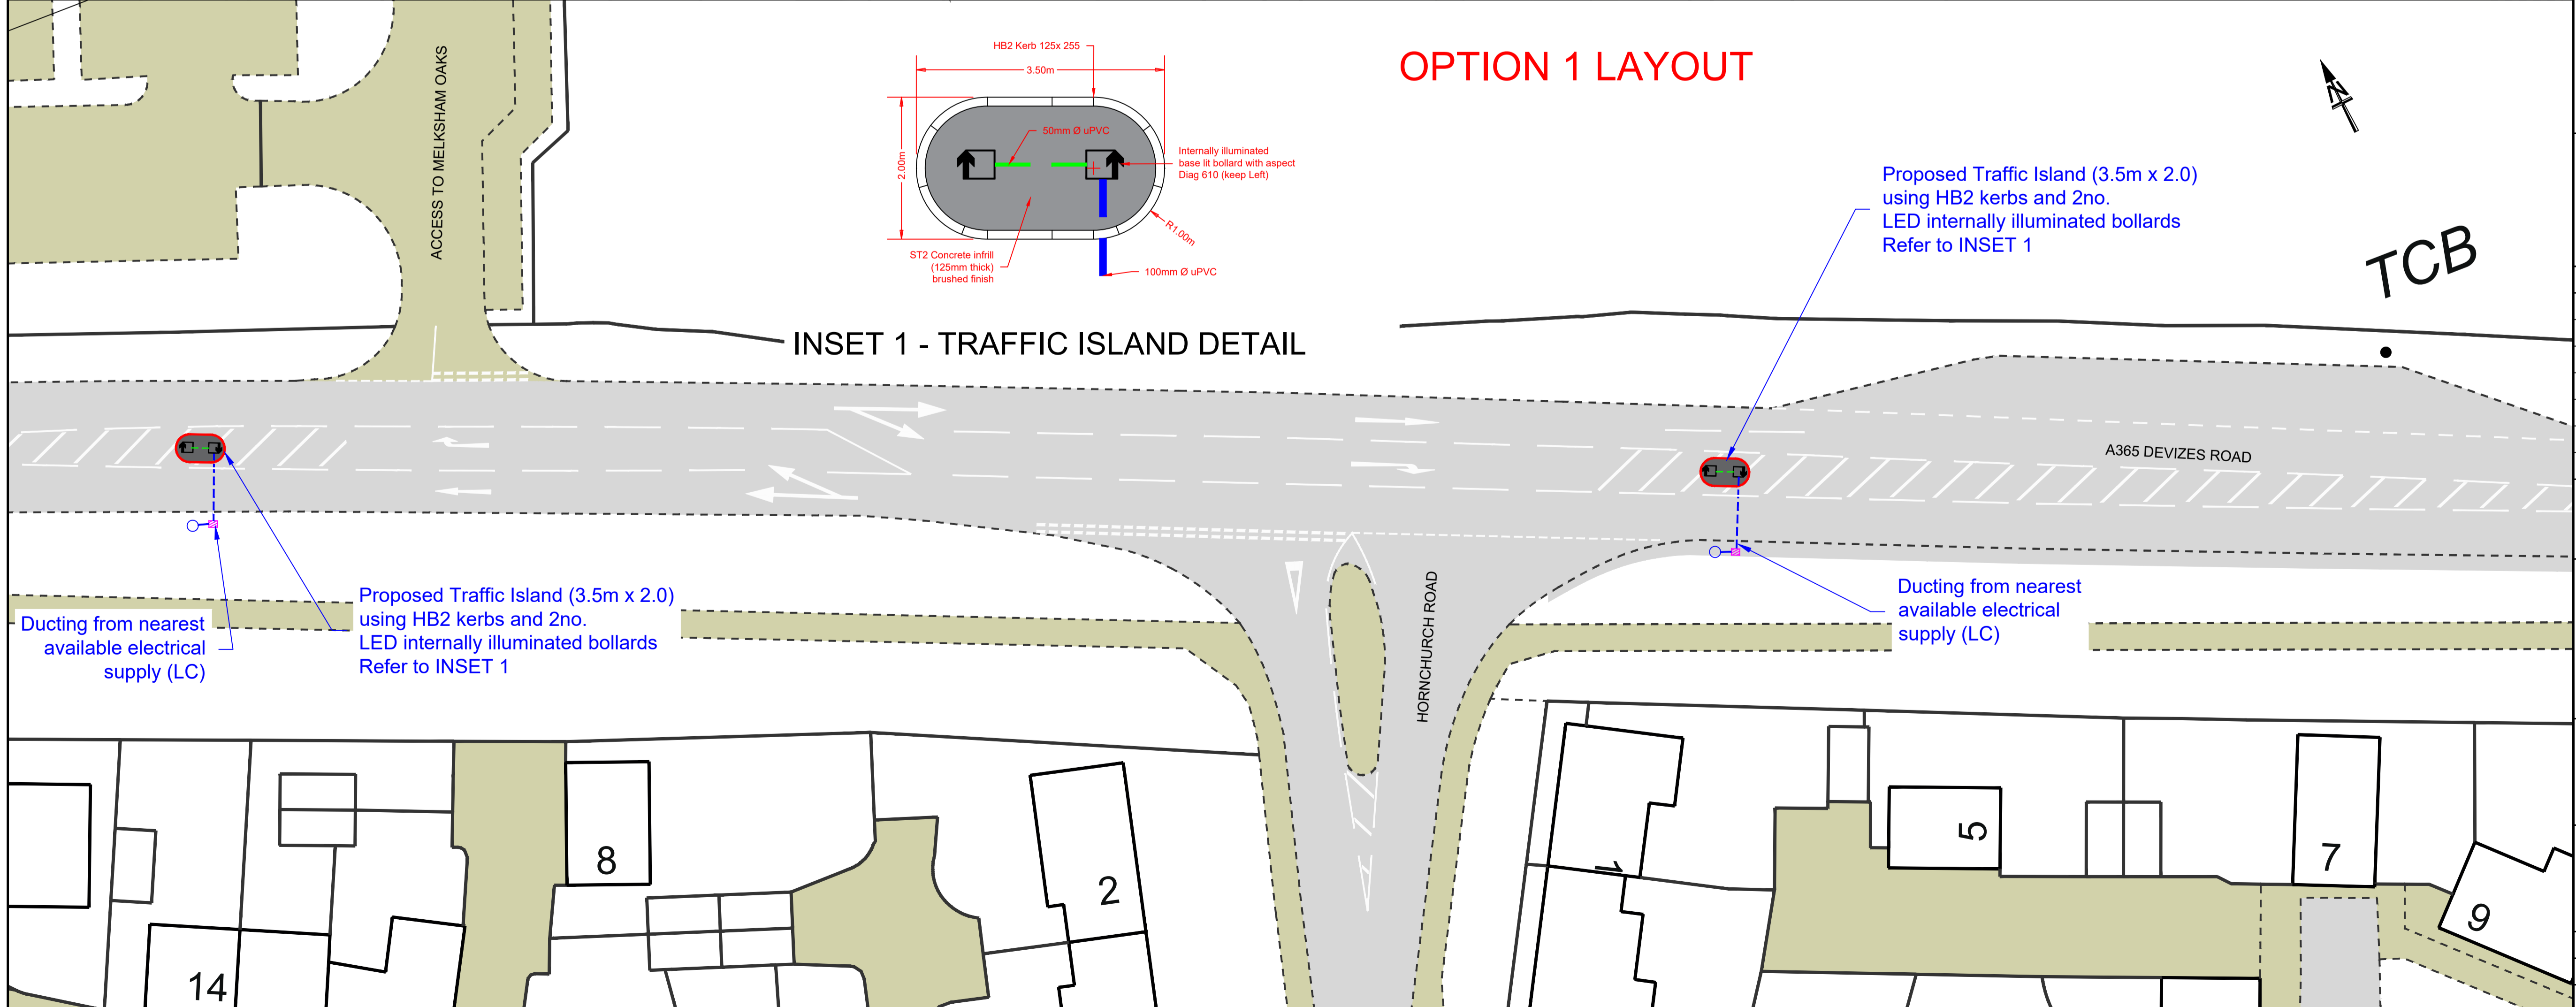 OPTION 1 LAYOUT
N
ACCESS TO MELKSHAM OAKS
HB2 Kerb 125x 255
3.50m
2.00m
50mm Ø uPVC
Internally illuminated
base lit bollard with aspect
Diag 610 (keep Left)
R1.00m
ST2 Concrete infrill
(125mm thick)
brushed finish
100mm Ø uPVC
INSET 1 - TRAFFIC ISLAND DETAIL
Proposed Traffic Island (3.5m x 2.0)
using HB2 kerbs and 2no.
LED internally illuminated bollards
Refer to INSET 1
TCB
A365 DEVIZES ROAD
Ducting from nearest
available electrical
supply (LC)
Proposed Traffic Island (3.5m x 2.0)
using HB2 kerbs and 2no.
LED internally illuminated bollards
Refer to INSET 1
HORNCHURCH ROAD
Ducting from nearest
available electrical
supply (LC)
14
8
2
1
5
7
9